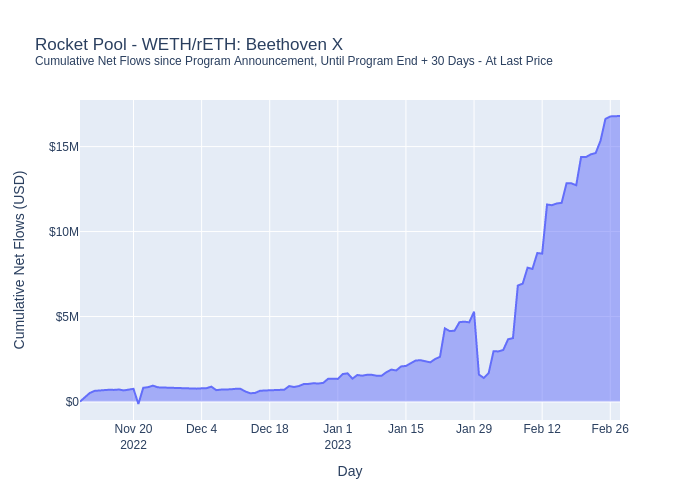 Rocket Pool - WETH/rETH: Beethoven X
Cumulative Net Flows since Program Announcement, Until Program End + 30 Days - At Last Price
Cumulative Net Flows (USD)
$15M
$10M
$5M
$0
Nov 20
2022
Dec 4
Dec 18
Jan 1
2023
Jan 15
Jan 29
Feb 12
Feb 26
Day